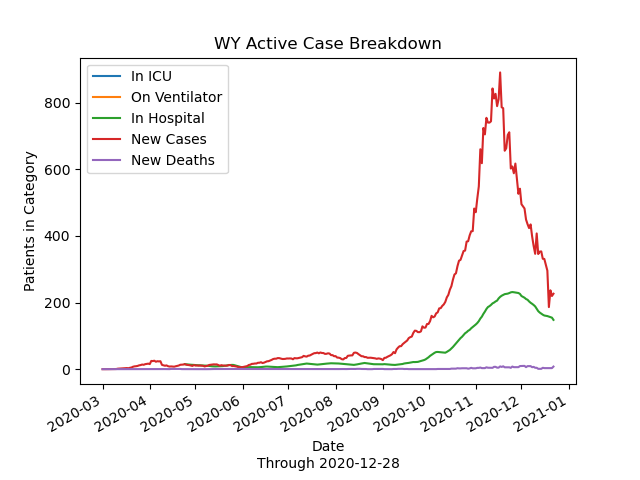 WY Active Case Breakdown
In ICU
On Ventilator
In Hospital
New Cases
New Deaths
Patients in Category
800
600
400
200
0
2020-03
2020-04
2020-05
2020-06
2020-07
2020-08
2020-09
2020-10
2020-11
2020-12
2021-01
Date
Through 2020-12-28